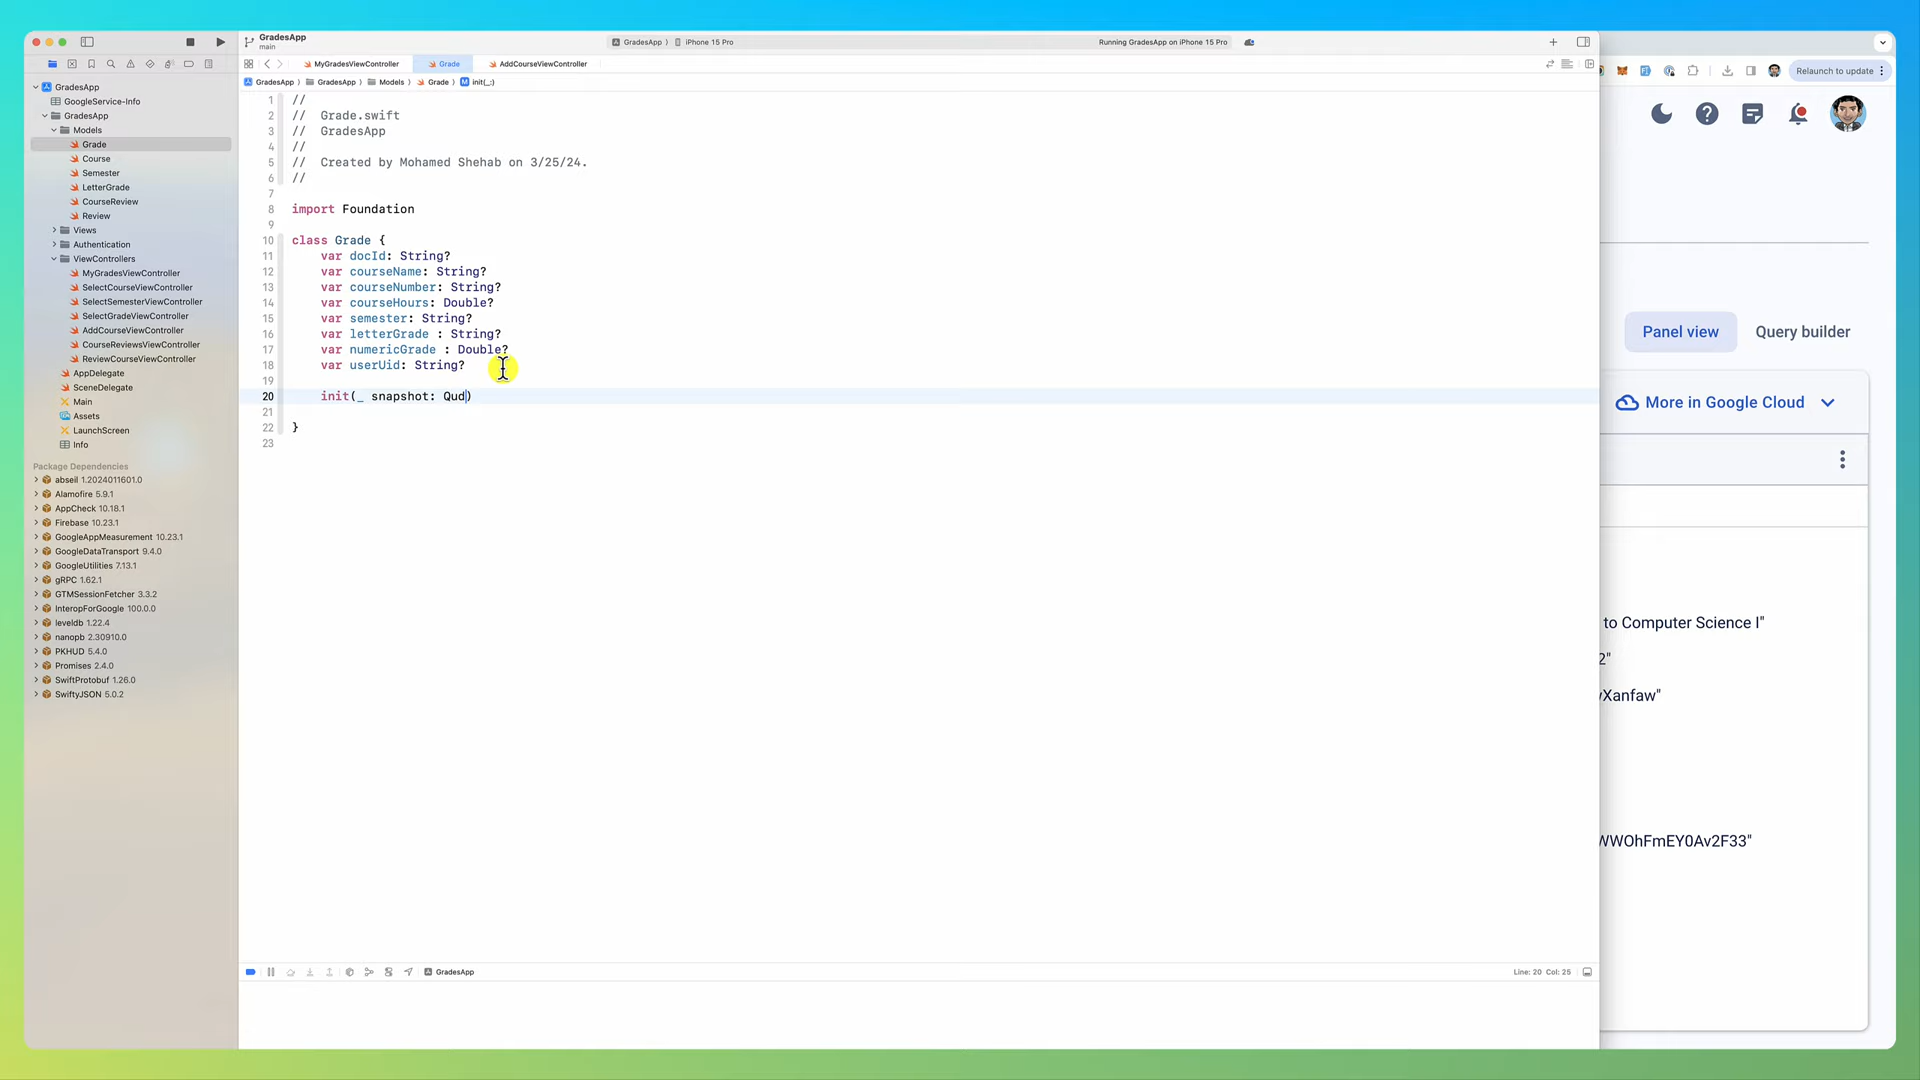 GradesApp
main
GradesApp
iPhone 15 Pro
Running GradesApp on iPhone 15 Pro
MyGradesViewController
Grade
AddCourseViewController
GradesApp
GradesApp
Models
Grade
init(_:)
GradesApp
GoogleService-Info
GradesApp
Models
Grade
Course
Semester
LetterGrade
CourseReview
Review
Views
Authentication
ViewControllers
MyGradesViewController
SelectCourseViewController
SelectSemesterViewController
SelectGradeViewController
AddCourseViewController
CourseReviewsViewController
ReviewCourseViewController
AppDelegate
SceneDelegate
Main
Assets
LaunchScreen
Info
Package Dependencies
abseil 1.2024011601.0
Alamofire 5.9.1
AppCheck 10.18.1
Firebase 10.23.1
GoogleAppMeasurement 10.23.1
GoogleDataTransport 9.4.0
GoogleUtilities 7.13.1
gRPC 1.62.1
GTMSessionFetcher 3.3.2
InteropForGoogle 100.0.0
leveldb 1.22.4
nanopb 2.30910.0
PKHUD 5.4.0
Promises 2.4.0
SwiftProtobuf 1.26.0
SwiftyJSON 5.0.2
1 //
2 // Grade.swift
3 // GradesApp
4 //
5 // Created by Mohamed Shehab on 3/25/24.
6 //
7
8 import Foundation
9
10 class Grade {
11 var docId: String?
12 var courseName: String?
13 var courseNumber: String?
14 var courseHours: Double?
15 var semester: String?
16 var letterGrade : String?
17 var numericGrade : Double?
18 var userUid: String?
19
20 init(_ snapshot: Qud)
21
22 }
23
GradesApp
Line: 20 Col: 25
Relaunch to update
Panel view
Query builder
More in Google Cloud
to Computer Science I"
2"
Xanfaw"
WOhFmEY0Av2F33"